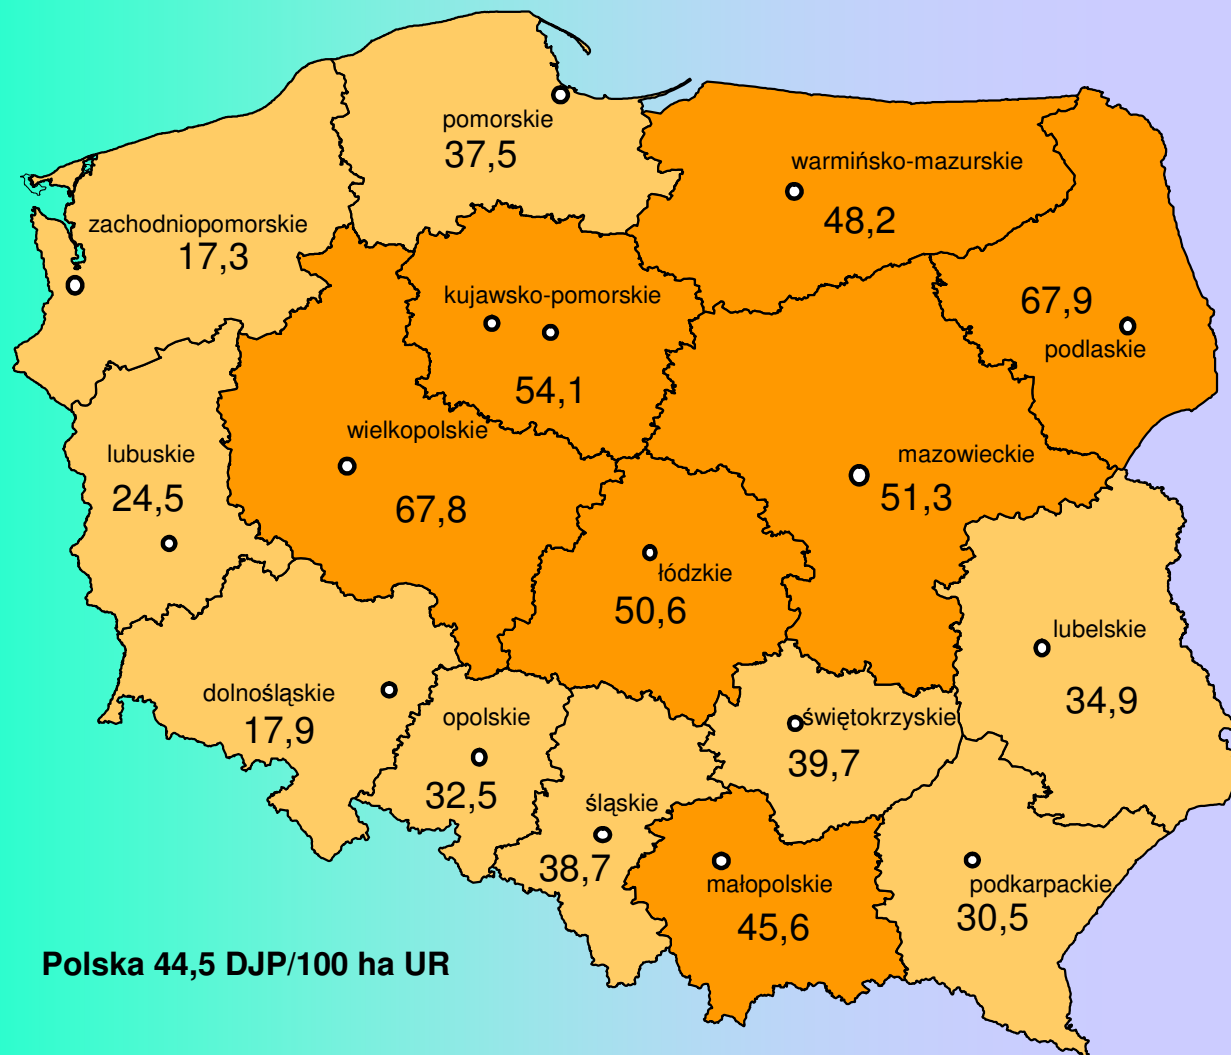 pomorskie
37,5
warmińsko-mazurskie
48,2
zachodniopomorskie
17,3
kujawsko-pomorskie
54,1
67,9
podlaskie
wielkopolskie
67,8
lubuskie
24,5
mazowieckie
51,3
łódzkie
50,6
lubelskie
34,9
dolnośląskie
17,9
opolskie
32,5
świętokrzyskie
39,7
śląskie
38,7
małopolskie
45,6
podkarpackie
30,5
Polska 44,5 DJP/100 ha UR